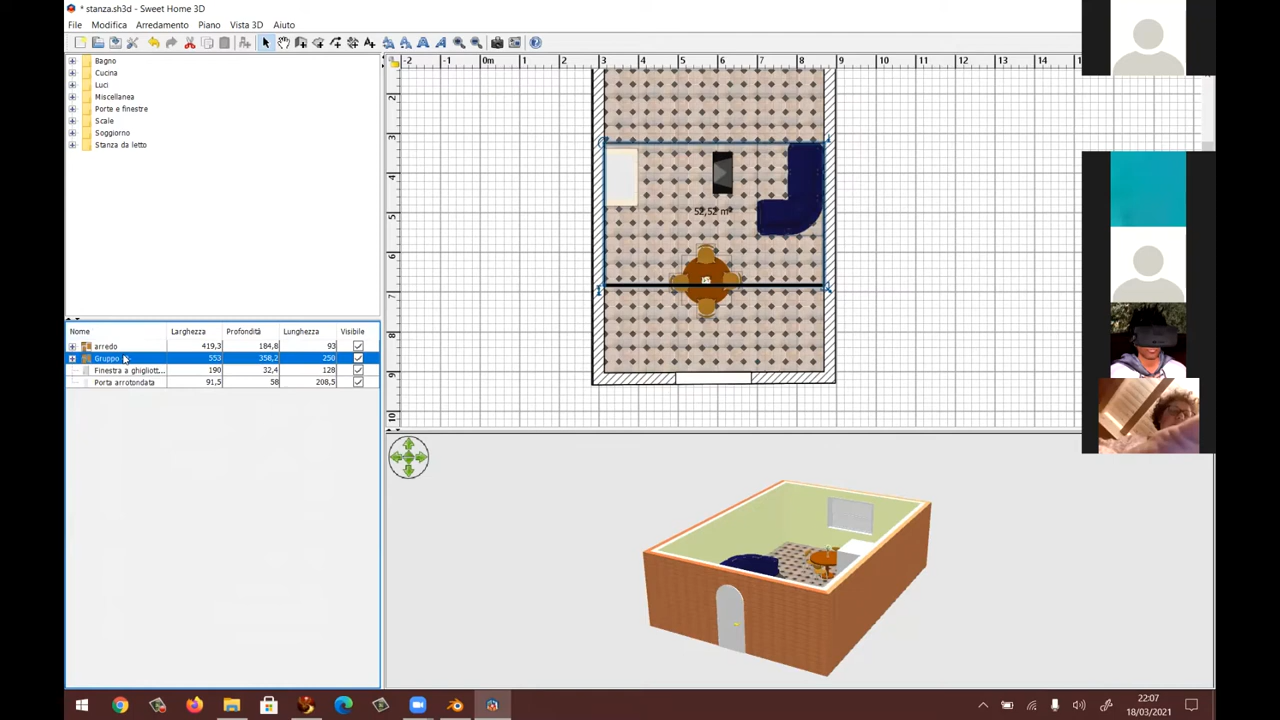 * stanza.sh3d - Sweet Home 3D
File Modifica Arredamento Piano Vista 3D Aiuto
Bagno
Cucina
Luci
Miscellanea
Porte e finestre
Scale
Soggiorno
Stanza da letto
-2 -1 0m 1 2 3 4 5 6 7 8 9 10 11 12 13 14
2
3
4
5
6
7
8
9
10
52,52 m²
Nome Larghezza Profondità Lunghezza Visibile
arredo 419,3 184,8 93
Gruppo 553 358,2 250
Finestra a ghigliott... 190 32,4 128
Porta arrotondata 91,5 58 208,5
22:07
18/03/2021